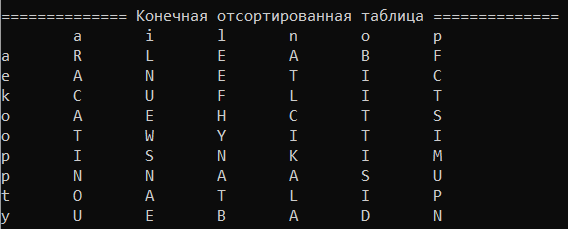 ============== Конечная отсортированная таблица ==============
a i l n o p
a R L E A B F
e A N E T I C
k C U F L I T
o A E H C T S
o T W Y I T I
p I S N K I M
p N N A A S U
t O A T L I P
y U E B A D N